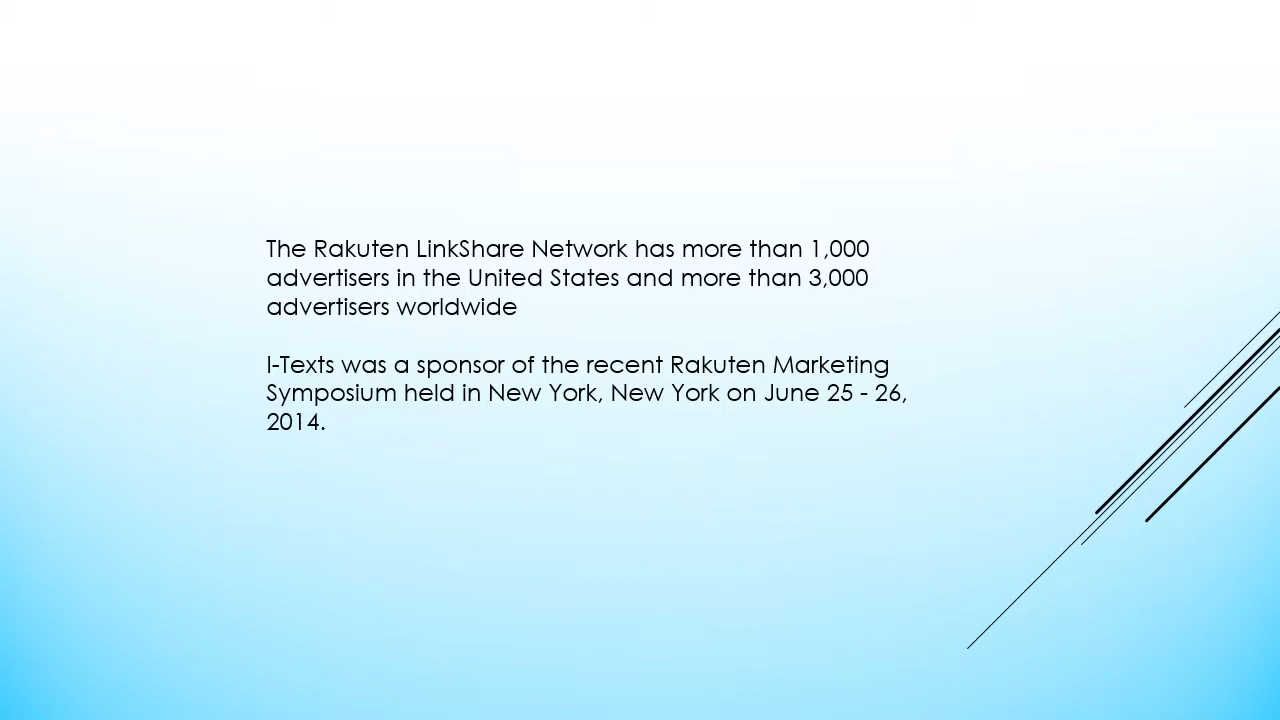 The Rakuten LinkShare Network has more than 1,000
advertisers in the United States and more than 3,000
advertisers worldwide
I-Texts was a sponsor of the recent Rakuten Marketing
Symposium held in New York, New York on June 25 - 26,
2014.